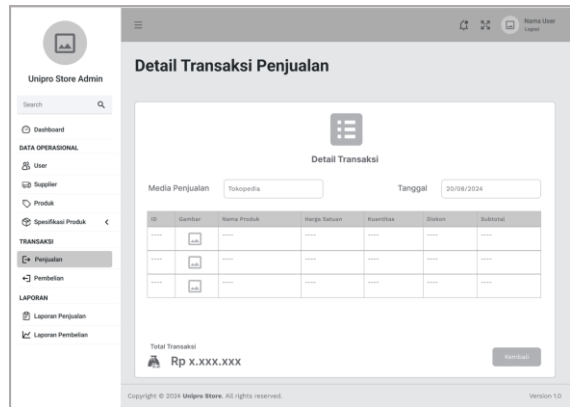 Nama User
Logout
Unipro Store Admin
Search
Dashboard
DATA OPERASIONAL
User
Supplier
Produk
Spesifikasi Produk
TRANSAKSI
Penjualan
Pembelian
LAPORAN
Laporan Penjualan
Laporan Pembelian
Detail Transaksi Penjualan
Detail Transaksi
Media Penjualan Tokopedia Tanggal 20/08/2024
ID Gambar Nama Produk Harga Satuan Kuantitas Diskon Subtotal
---- ---- ---- ---- ---- ----
---- ---- ---- ---- ---- ----
---- ---- ---- ---- ---- ----
Total Transaksi
Rp x.xxx.xxx
Kembali
Copyright © 2024 Unipro Store. All rights reserved. Version 1.0